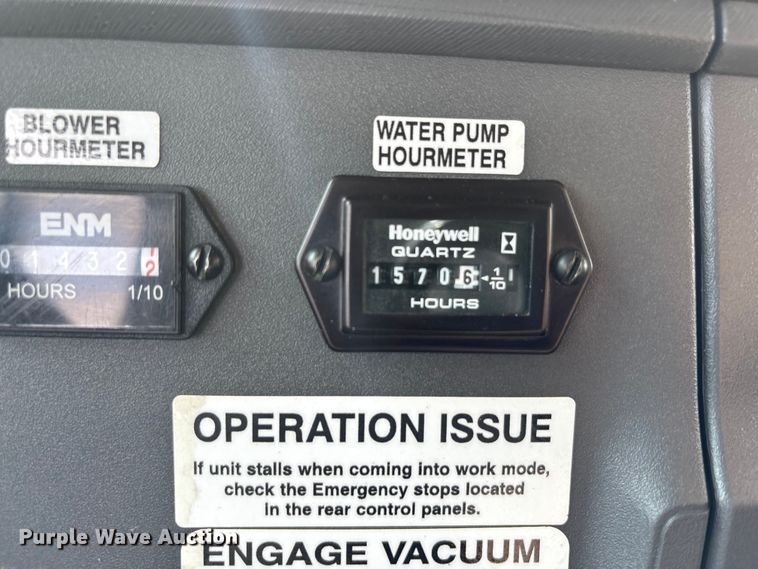 BLOWER
HOURMETER
WATER PUMP
HOURMETER
ENM
0 1 4 3 2
HOURS 1/10
Honeywell
QUARTZ
1 5 7 0 6 1/10
HOURS
OPERATION ISSUE
If unit stalls when coming into work mode,
check the Emergency stops located
in the rear control panels.
Purple Wave Auction
ENGAGE VACUUM